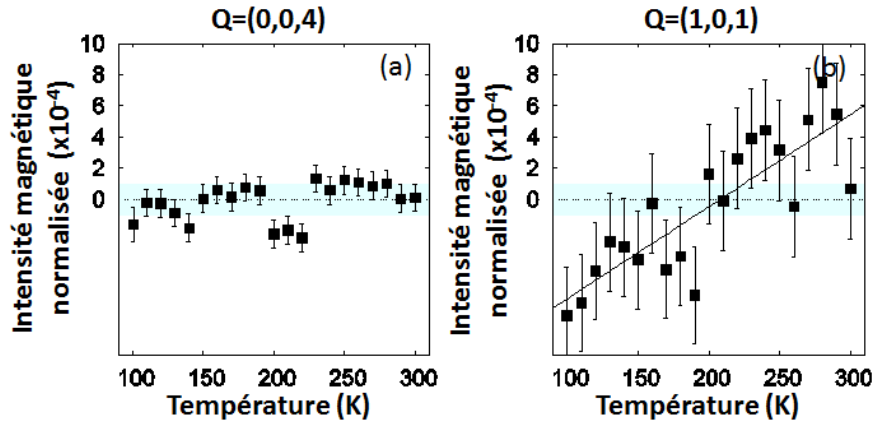 Q=(0,0,4)
Intensité magnétique
normalisée (x10⁻⁴)
10
8
6
4
2
0
(a)
100
150
200
250
300
Température (K)
Q=(1,0,1)
Intensité magnétique
normalisée (x10⁻⁴)
10
8
6
4
2
0
(b)
100
150
200
250
300
Température (K)